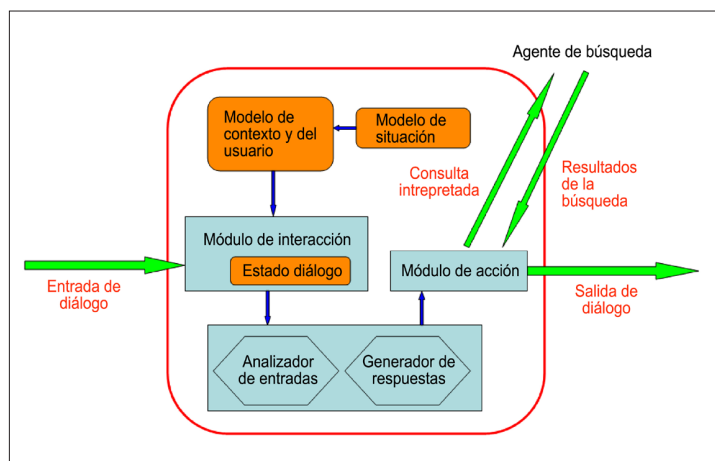 Agente de búsqueda
Modelo de
contexto y del
usuario
Modelo de
situación
Consulta
intrepretada
Resultados
de la
búsqueda
Módulo de interacción
Estado diálogo
Módulo de acción
Entrada de
diálogo
Salida de
diálogo
Analizador
de entradas
Generador de
respuestas